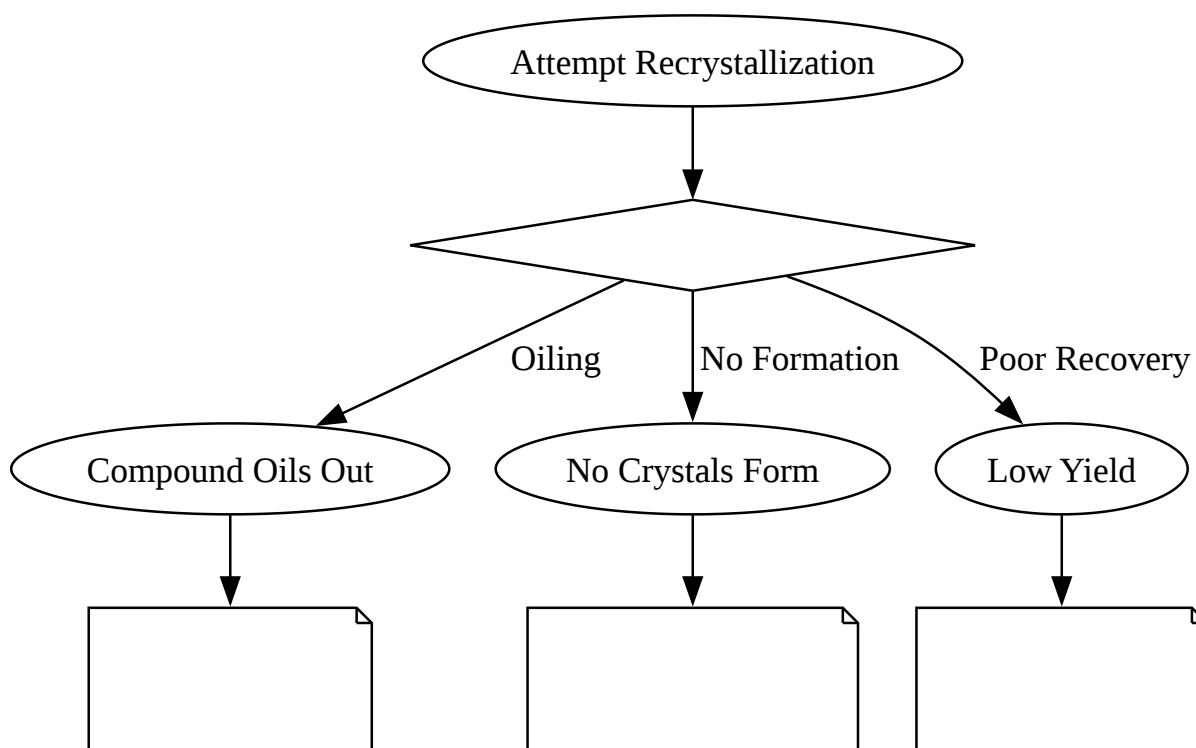 Attempt Recrystallization
Oiling
No Formation
Poor Recovery
Compound Oils Out
No Crystals Form
Low Yield